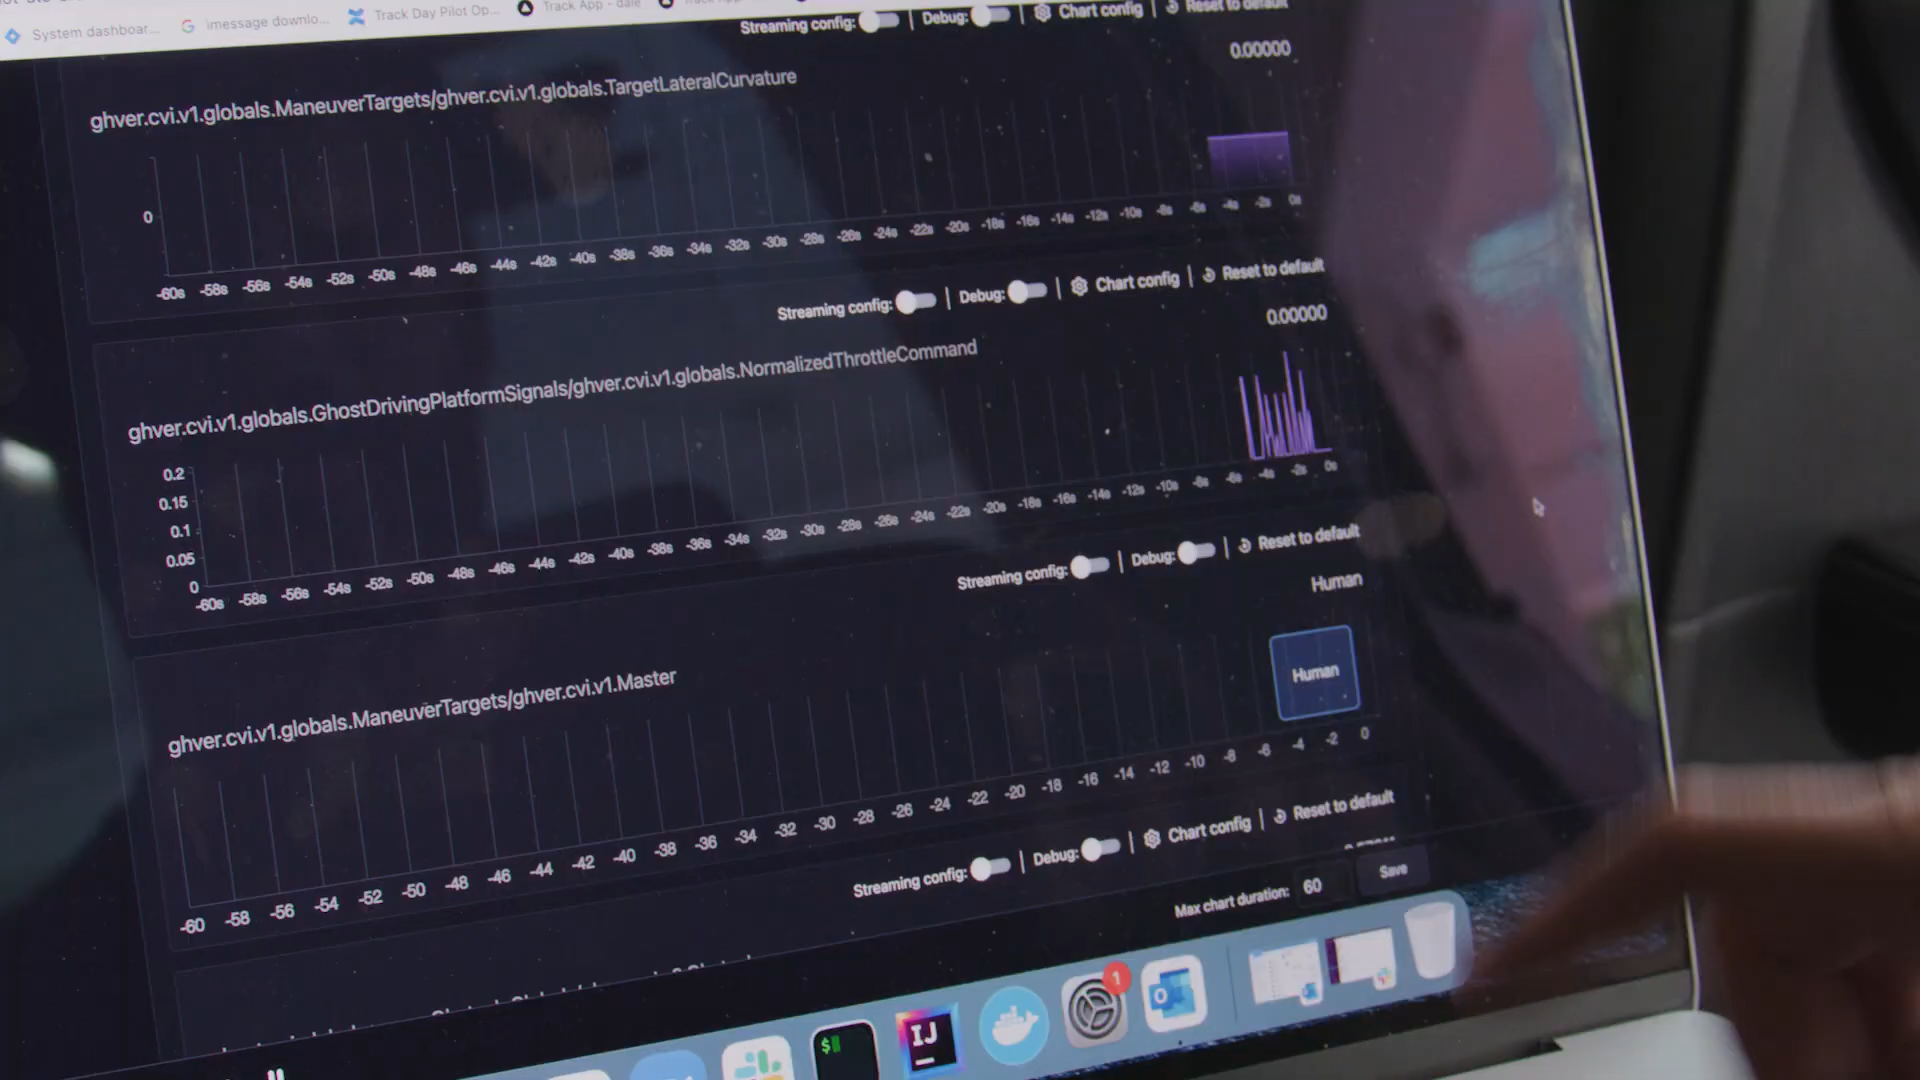 System dashboar...
imessage downlo...
Track Day Pilot Op...
Track App - dale
Streaming config: | Debug: | Chart config | Reset to default
0.00000
ghver.cvi.v1.globals.ManeuverTargets/ghver.cvi.v1.globals.TargetLateralCurvature
0
-60s -58s -56s -54s -52s -50s -48s -46s -44s -42s -40s -38s -36s -34s -32s -30s -28s -26s -24s -22s -20s -18s -16s -14s -12s -10s -8s -6s -4s -2s 0s
Streaming config: | Debug: | Chart config | Reset to default
0.00000
ghver.cvi.v1.globals.GhostDrivingPlatformSignals/ghver.cvi.v1.globals.NormalizedThrottleCommand
0.2
0.15
0.1
0.05
0
-60s -58s -56s -54s -52s -50s -48s -46s -44s -42s -40s -38s -36s -34s -32s -30s -28s -26s -24s -22s -20s -18s -16s -14s -12s -10s -8s -6s -4s -2s 0s
Streaming config: | Debug: | Reset to default
Human
ghver.cvi.v1.globals.ManeuverTargets/ghver.cvi.v1.Master
Human
-60 -58 -56 -54 -52 -50 -48 -46 -44 -42 -40 -38 -36 -34 -32 -30 -28 -26 -24 -22 -20 -18 -16 -14 -12 -10 -8 -6 -4 -2 0
Streaming config: | Debug: | Chart config | Reset to default
Max chart duration: 60 Save
1
$
IJ
O